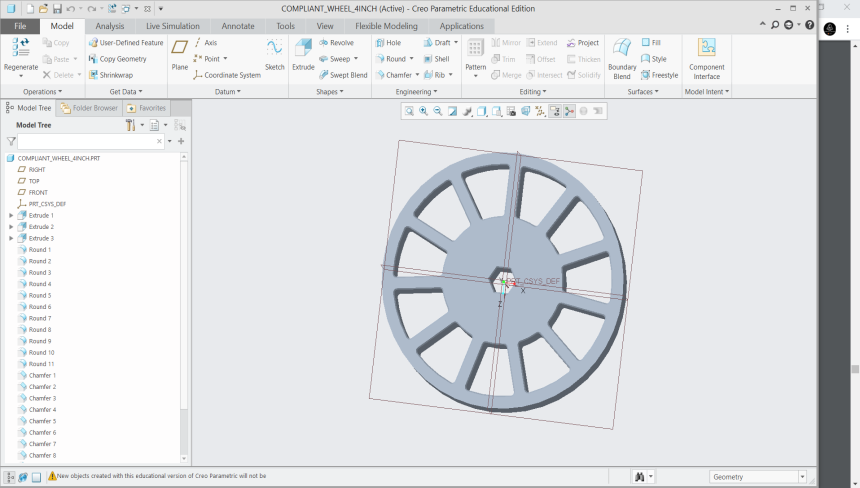 COMPLIANT_WHEEL_4INCH (Active) - Creo Parametric Educational Edition
File Model Analysis Live Simulation Annotate Tools View Flexible Modeling Applications
Regenerate
Copy
Paste
Delete
Operations
User-Defined Feature
Copy Geometry
Shrinkwrap
Get Data
Plane
Axis
Point
Coordinate System
Sketch
Datum
Extrude
Revolve
Sweep
Swept Blend
Shapes
Hole
Round
Chamfer
Draft
Shell
Rib
Engineering
Pattern
Mirror
Trim
Merge
Extend
Offset
Intersect
Project
Thicken
Solidify
Editing
Boundary
Blend
Fill
Style
Freestyle
Surfaces
Component
Interface
Model Intent
Model Tree Folder Browser Favorites
Model Tree
COMPLIANT_WHEEL_4INCH.PRT
RIGHT
TOP
FRONT
PRT_CSYS_DEF
Extrude 1
Extrude 2
Extrude 3
Round 1
Round 2
Round 3
Round 4
Round 5
Round 6
Round 7
Round 8
Round 9
Round 10
Round 11
Chamfer 1
Chamfer 2
Chamfer 3
Chamfer 4
Chamfer 5
Chamfer 6
Chamfer 7
Chamfer 8
PRT_CSYS_DEF
X
Z
New objects created with this educational version of Creo Parametric will not be
Geometry